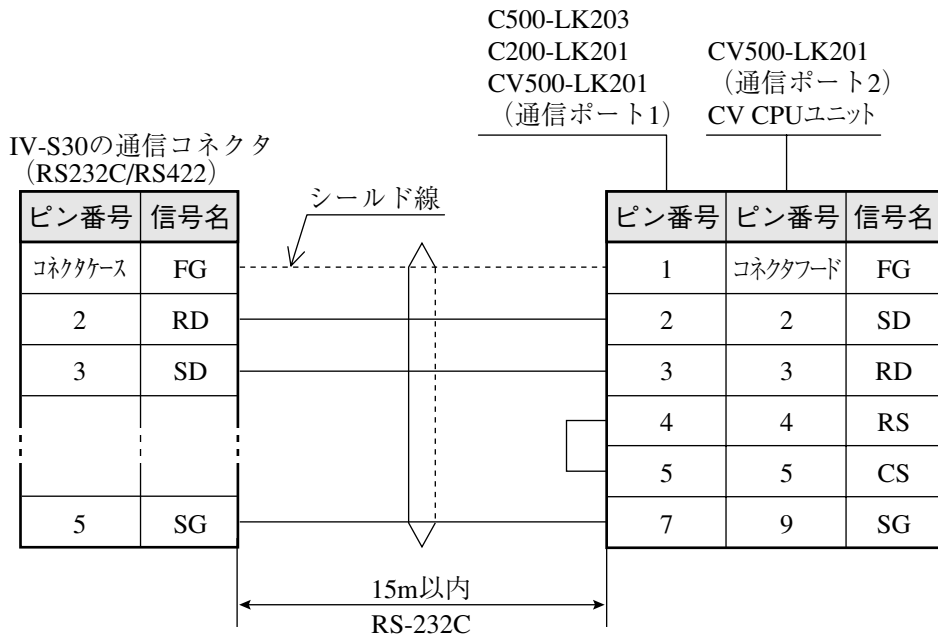 C500-LK203
C200-LK201
CV500-LK201
（通信ポート1）
CV500-LK201
（通信ポート2）
CV CPUユニット
IV-S30の通信コネクタ
（RS232C/RS422）
シールド線
ピン番号 信号名
コネクタケース FG
2 RD
3 SD
5 SG
ピン番号 ピン番号 信号名
1 コネクタフード FG
2 2 SD
3 3 RD
4 4 RS
5 5 CS
7 9 SG
15m以内
RS-232C